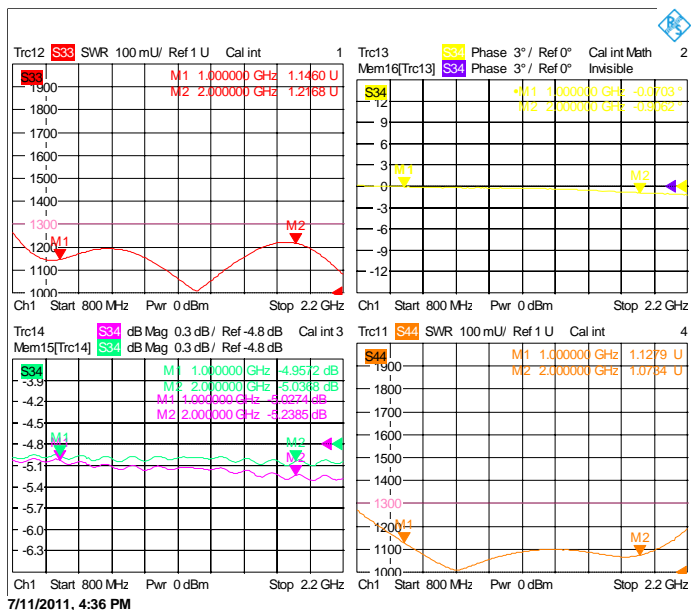 Trc12 S33 SWR 100 mU/ Ref 1 U Cal int 1
S33
M1 1.000000 GHz 1.1460 U
M2 2.000000 GHz 1.2168 U
1900
1800
1700
1600
1500
1400
1300
1200
1100
1000
M1
M2
Ch1 Start 800 MHz Pwr 0 dBm Stop 2.2 GHz
Trc13 S34 Phase 3°/ Ref 0° Cal int Math 2
Mem16[Trc13] S34 Phase 3°/ Ref 0° Invisible
S34
•M1 1.000000 GHz -0.0703 °
M2 2.000000 GHz -0.9062 °
12
9
6
3
0
-3
-6
-9
-12
M1
M2
Ch1 Start 800 MHz Pwr 0 dBm Stop 2.2 GHz
Trc14 S34 dB Mag 0.3 dB/ Ref -4.8 dB Cal int 3
Mem15[Trc14] S34 dB Mag 0.3 dB/ Ref -4.8 dB
S34
M1 1.000000 GHz -4.9572 dB
M2 2.000000 GHz -5.0368 dB
M1 1.000000 GHz -5.0274 dB
M2 2.000000 GHz -5.2385 dB
-3.9
-4.2
-4.5
-4.8
-5.1
-5.4
-5.7
-6.0
-6.3
M1
M1
M2
M2
Ch1 Start 800 MHz Pwr 0 dBm Stop 2.2 GHz
Trc11 S44 SWR 100 mU/ Ref 1 U Cal int 4
S44
M1 1.000000 GHz 1.1279 U
M2 2.000000 GHz 1.0734 U
1900
1800
1700
1600
1500
1400
1300
1200
1100
1000
M1
M2
Ch1 Start 800 MHz Pwr 0 dBm Stop 2.2 GHz
7/11/2011, 4:36 PM